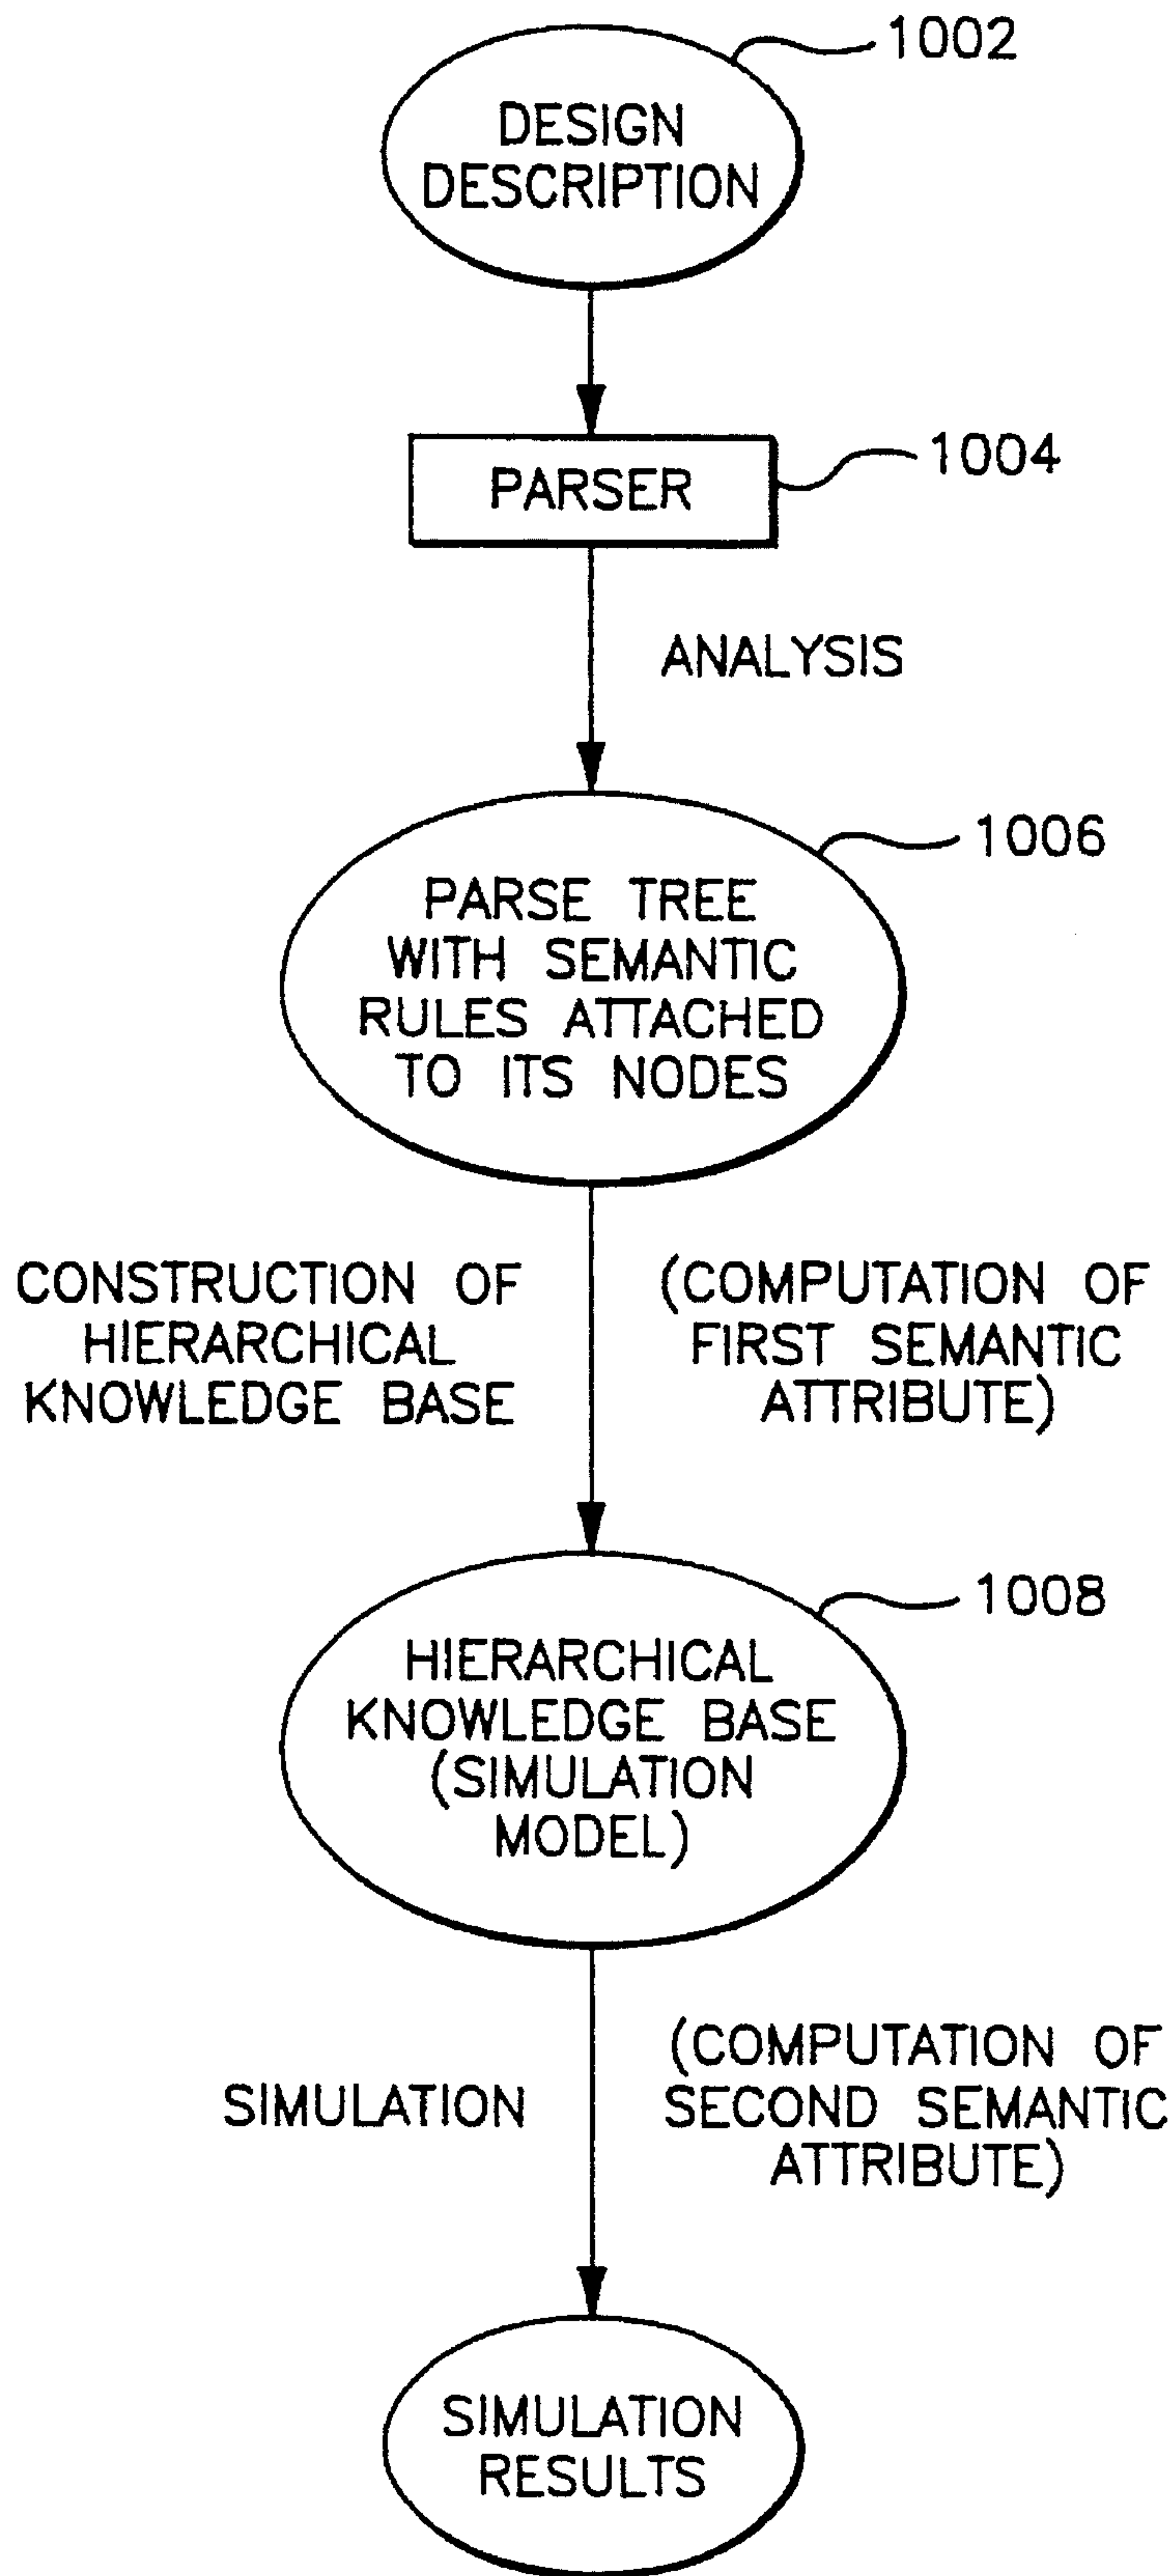 1002
DESIGN
DESCRIPTION
1004
PARSER
ANALYSIS
1006
PARSE TREE
WITH SEMANTIC
RULES ATTACHED
TO ITS NODES
CONSTRUCTION OF
HIERARCHICAL
KNOWLEDGE BASE
(COMPUTATION OF
FIRST SEMANTIC
ATTRIBUTE)
1008
HIERARCHICAL
KNOWLEDGE BASE
(SIMULATION
MODEL)
SIMULATION
(COMPUTATION OF
SECOND SEMANTIC
ATTRIBUTE)
SIMULATION
RESULTS